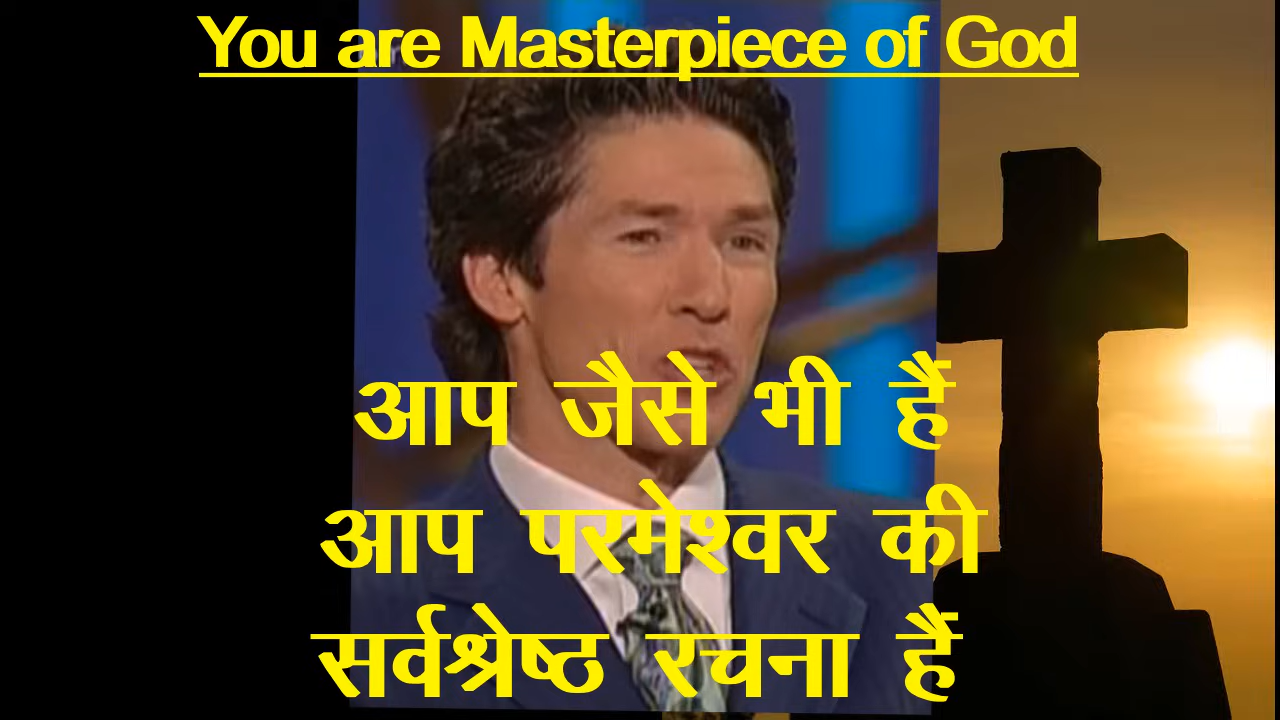 You are Masterpiece of God
आप जैसे भी हैं
आप परमेश्वर की
सर्वश्रेष्ठ रचना हैं